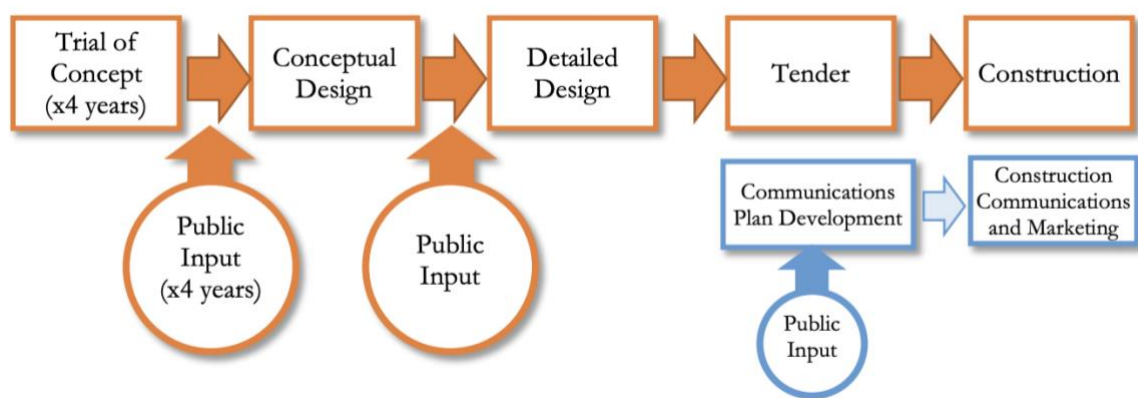 Trial of
Concept
(x4 years)
Conceptual
Design
Detailed
Design
Tender
Construction
Public
Input
(x4 years)
Public
Input
Communications
Plan Development
Construction
Communications
and Marketing
Public
Input